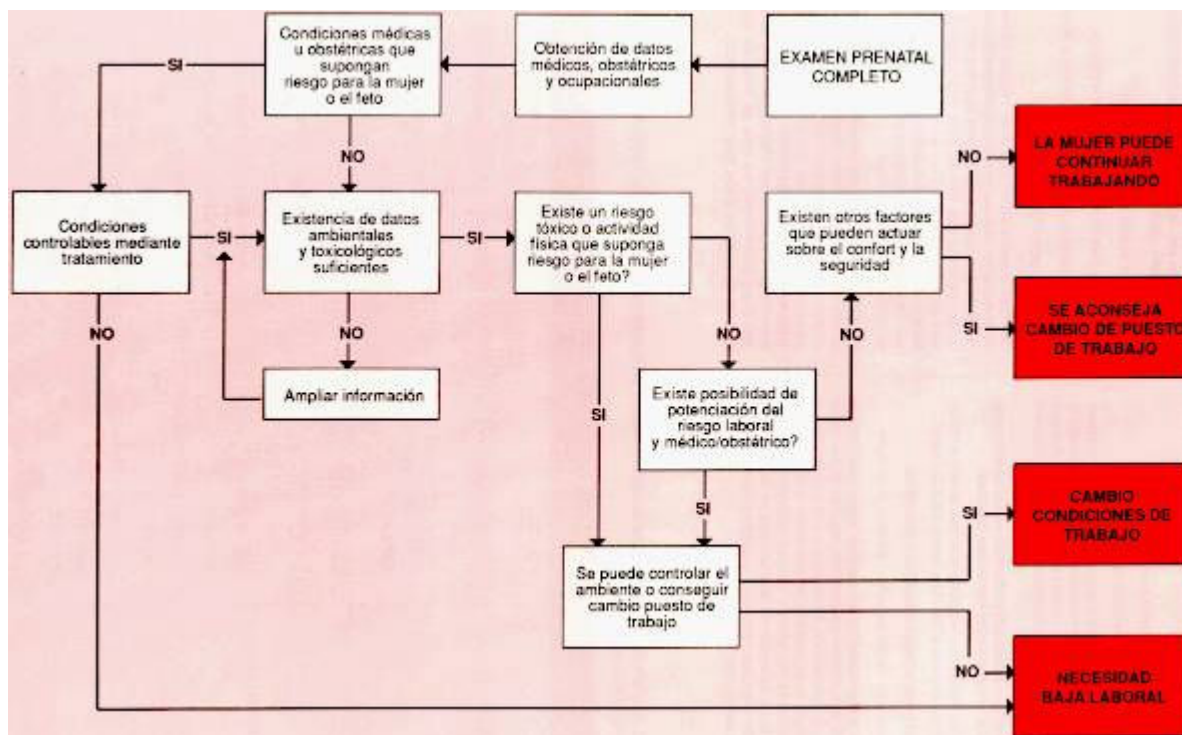 Condiciones médicas
u obstétricas que
supongan
riesgo para la mujer
o el feto
Obtención de datos
médicos, obstétricos
y ocupacionales
EXAMEN PRENATAL
COMPLETO
SI
NO
LA MUJER PUEDE
CONTINUAR
TRABAJANDO
NO
Condiciones
controlables mediante
tratamiento
SI
Existencia de datos
ambientales
y toxicológicos
suficientes
SI
Existe un riesgo
tóxico o actividad
física que suponga
riesgo para la mujer
o el feto?
Existen otros factores
que pueden actuar
sobre el confort y la
seguridad
SE ACONSEJA
CAMBIO DE PUESTO
DE TRABAJO
SI
NO
NO
NO
NO
Ampliar información
SI
Existe posibilidad de
potenciación del
riesgo laboral
y médico/obstétrico?
SI
CAMBIO
CONDICIONES DE
TRABAJO
SI
Se puede controlar el
ambiente o conseguir
cambio puesto de
trabajo
NO
NECESIDAD
BAJA LABORAL